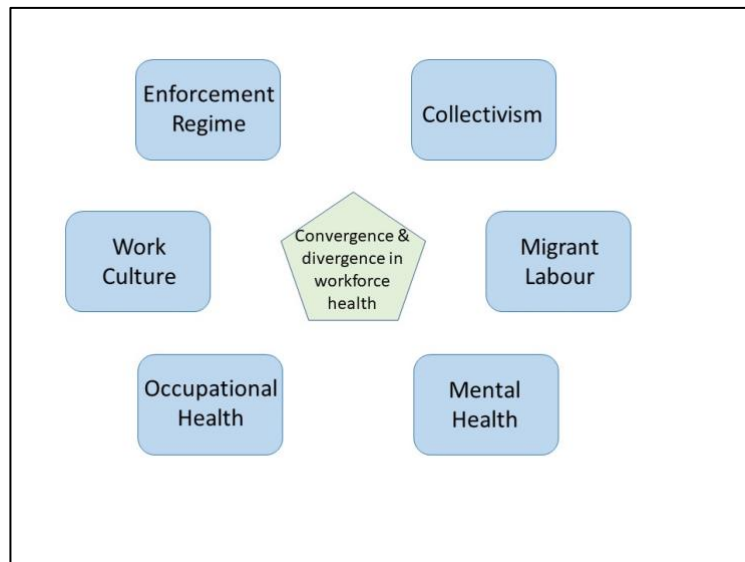 Enforcement
Regime
Collectivism
Work
Culture
Convergence &
divergence in
workforce
health
Migrant
Labour
Occupational
Health
Mental
Health